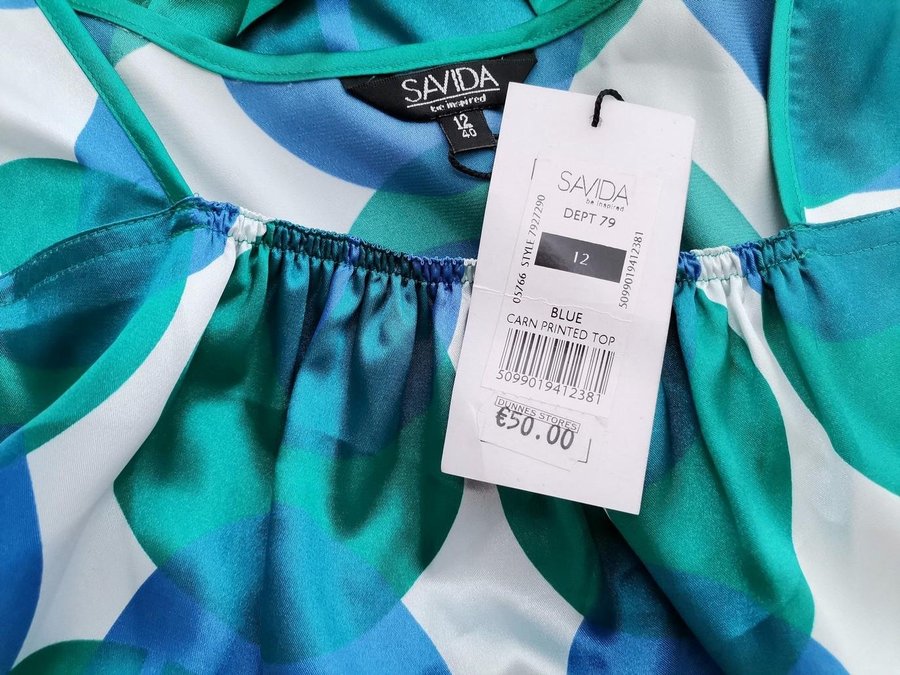 SAVIDA
be inspired
12
40
SAVIDA
be inspired
DEPT 79
05766 STYLE 7927290
12
5099019412381
BLUE
CARN PRINTED TOP
5099019412381
DUNNES STORES
€50.00